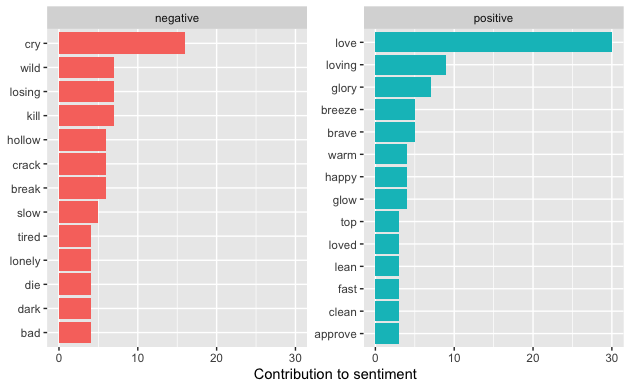 negative
cry
wild
losing
kill
hollow
crack
break
slow
tired
lonely
die
dark
bad
0 10 20 30
positive
love
loving
glory
breeze
brave
warm
happy
glow
top
loved
lean
fast
clean
approve
0 10 20 30
Contribution to sentiment